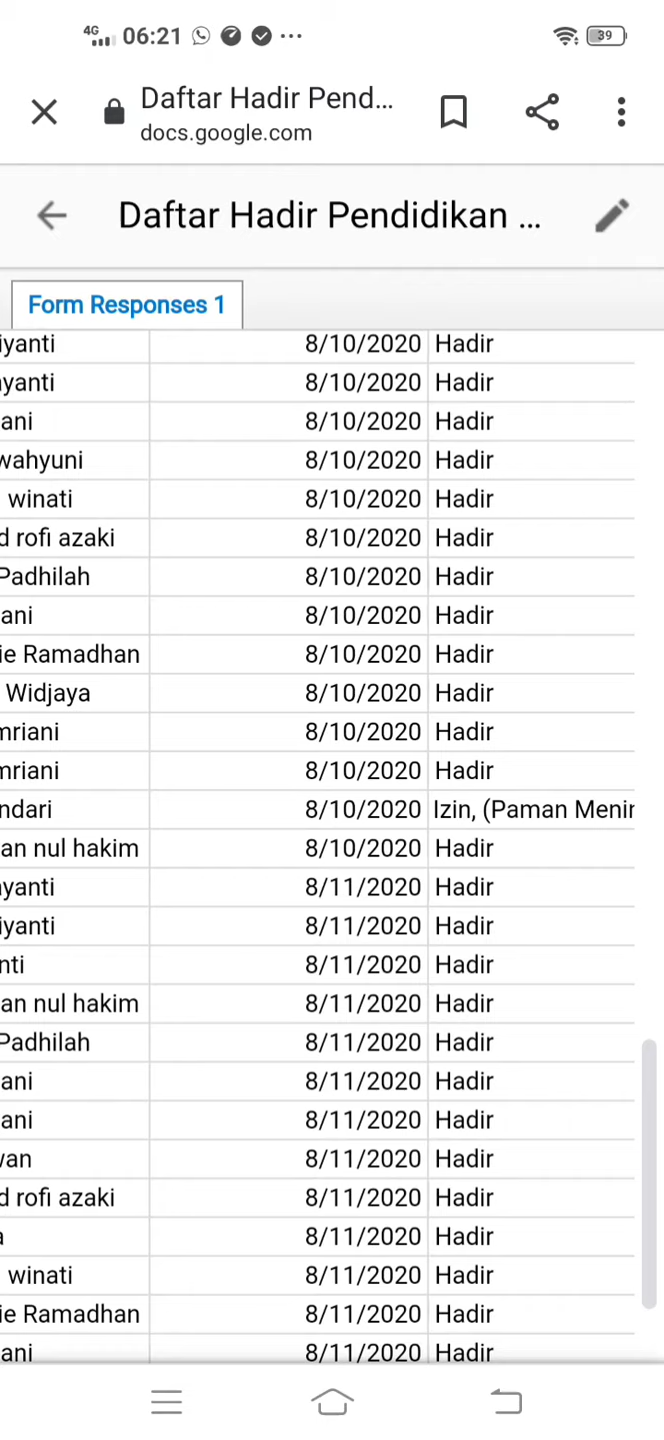 4G 06:21 ... 39
Daftar Hadir Pend...
docs.google.com
Daftar Hadir Pendidikan ...
Form Responses 1
iyanti 8/10/2020 Hadir
yanti 8/10/2020 Hadir
ani 8/10/2020 Hadir
wahyuni 8/10/2020 Hadir
winati 8/10/2020 Hadir
d rofi azaki 8/10/2020 Hadir
Padhilah 8/10/2020 Hadir
ani 8/10/2020 Hadir
ie Ramadhan 8/10/2020 Hadir
Widjaya 8/10/2020 Hadir
mriani 8/10/2020 Hadir
mriani 8/10/2020 Hadir
ndari 8/10/2020 Izin, (Paman Menin
an nul hakim 8/10/2020 Hadir
yanti 8/11/2020 Hadir
iyanti 8/11/2020 Hadir
nti 8/11/2020 Hadir
an nul hakim 8/11/2020 Hadir
Padhilah 8/11/2020 Hadir
ani 8/11/2020 Hadir
ani 8/11/2020 Hadir
wan 8/11/2020 Hadir
d rofi azaki 8/11/2020 Hadir
a 8/11/2020 Hadir
winati 8/11/2020 Hadir
ie Ramadhan 8/11/2020 Hadir
ani 8/11/2020 Hadir